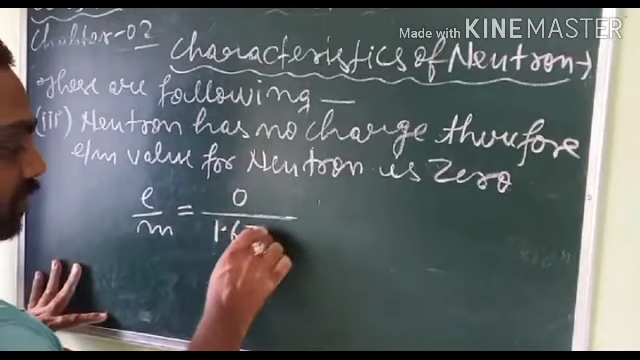 Made with KINEMASTER
Chapter-02
Characteristics of Neutron→
These are following —
(iii) Neutron has no charge therefore
e/m value for Neutron is Zero
e/m = 0/1.67